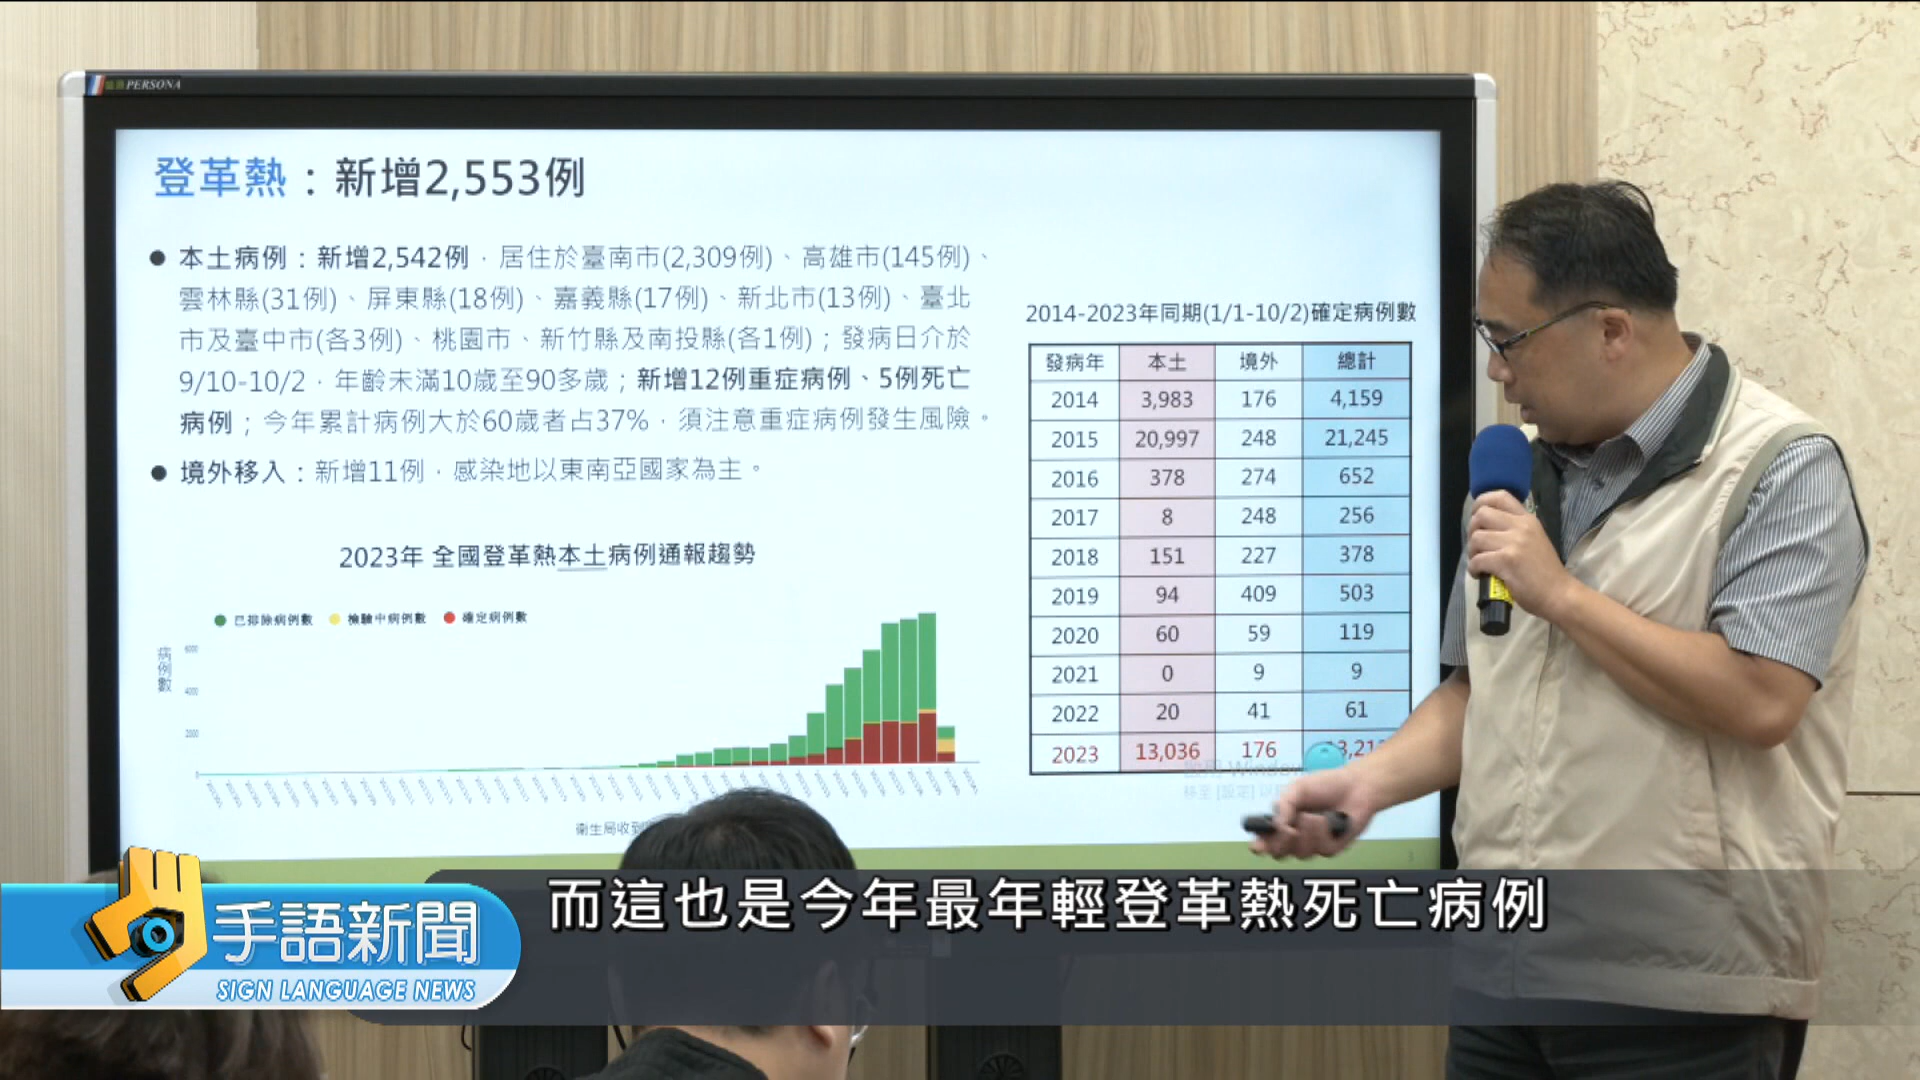 PERSONA
登革熱：新增2,553例
● 本土病例：新增2,542例，居住於臺南市(2,309例)、高雄市(145例)、
雲林縣(31例)、屏東縣(18例)、嘉義縣(17例)、新北市(13例)、臺北
市及臺中市(各3例)、桃園市、新竹縣及南投縣(各1例)；發病日介於
9/10-10/2，年齡未滿10歲至90多歲；新增12例重症病例、5例死亡
病例；今年累計病例大於60歲者占37%，須注意重症病例發生風險。
● 境外移入：新增11例，感染地以東南亞國家為主。
2023年 全國登革熱本土病例通報趨勢
已排除病例數 檢驗中病例數 確定病例數
病例數
6000
4000
2000
0
衛生局收到
2014-2023年同期(1/1-10/2)確定病例數
發病年 本土 境外 總計
2014 3,983 176 4,159
2015 20,997 248 21,245
2016 378 274 652
2017 8 248 256
2018 151 227 378
2019 94 409 503
2020 60 59 119
2021 0 9 9
2022 20 41 61
2023 13,036 176
移至 [設定] 以
而這也是今年最年輕登革熱死亡病例
手語新聞
SIGN LANGUAGE NEWS